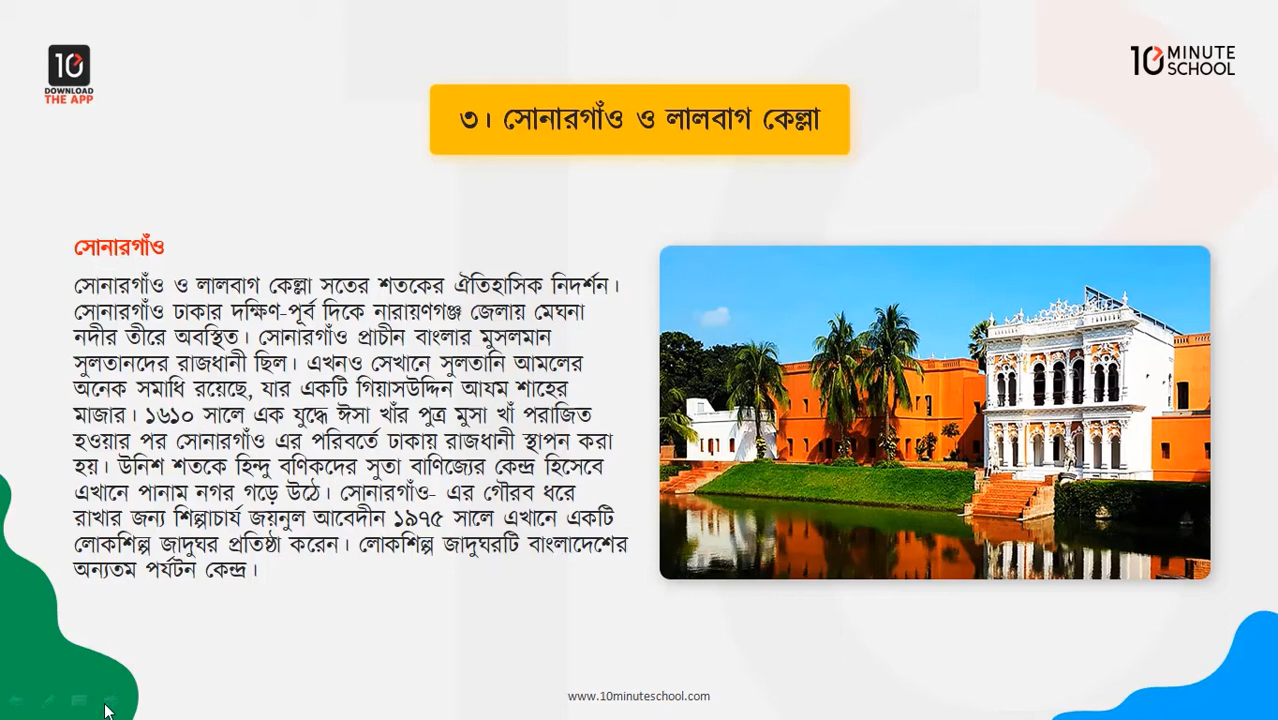 10
DOWNLOAD
THE APP
10 MINUTE
SCHOOL
৩। সোনারগাঁও ও লালবাগ কেল্লা
সোনারগাঁও
সোনারগাঁও ও লালবাগ কেল্লা সতের শতকের ঐতিহাসিক নিদর্শন।
সোনারগাঁও ঢাকার দক্ষিণ-পূর্ব দিকে নারায়ণগঞ্জ জেলায় মেঘনা
নদীর তীরে অবস্থিত। সোনারগাঁও প্রাচীন বাংলার মুসলমান
সুলতানদের রাজধানী ছিল। এখনও সেখানে সুলতানি আমলের
অনেক সমাধি রয়েছে, যার একটি গিয়াসউদ্দিন আযম শাহের
মাজার। ১৬১০ সালে এক যুদ্ধে ঈসা খাঁর পুত্র মুসা খাঁ পরাজিত
হওয়ার পর সোনারগাঁও এর পরিবর্তে ঢাকায় রাজধানী স্থাপন করা
হয়। উনিশ শতকে হিন্দু বণিকদের সুতা বাণিজ্যের কেন্দ্র হিসেবে
এখানে পানাম নগর গড়ে উঠে। সোনারগাঁও- এর গৌরব ধরে
রাখার জন্য শিল্পাচার্য জয়নুল আবেদীন ১৯৭৫ সালে এখানে একটি
লোকশিল্প জাদুঘর প্রতিষ্ঠা করেন। লোকশিল্প জাদুঘরটি বাংলাদেশের
অন্যতম পর্যটন কেন্দ্র।
www.10minuteschool.com